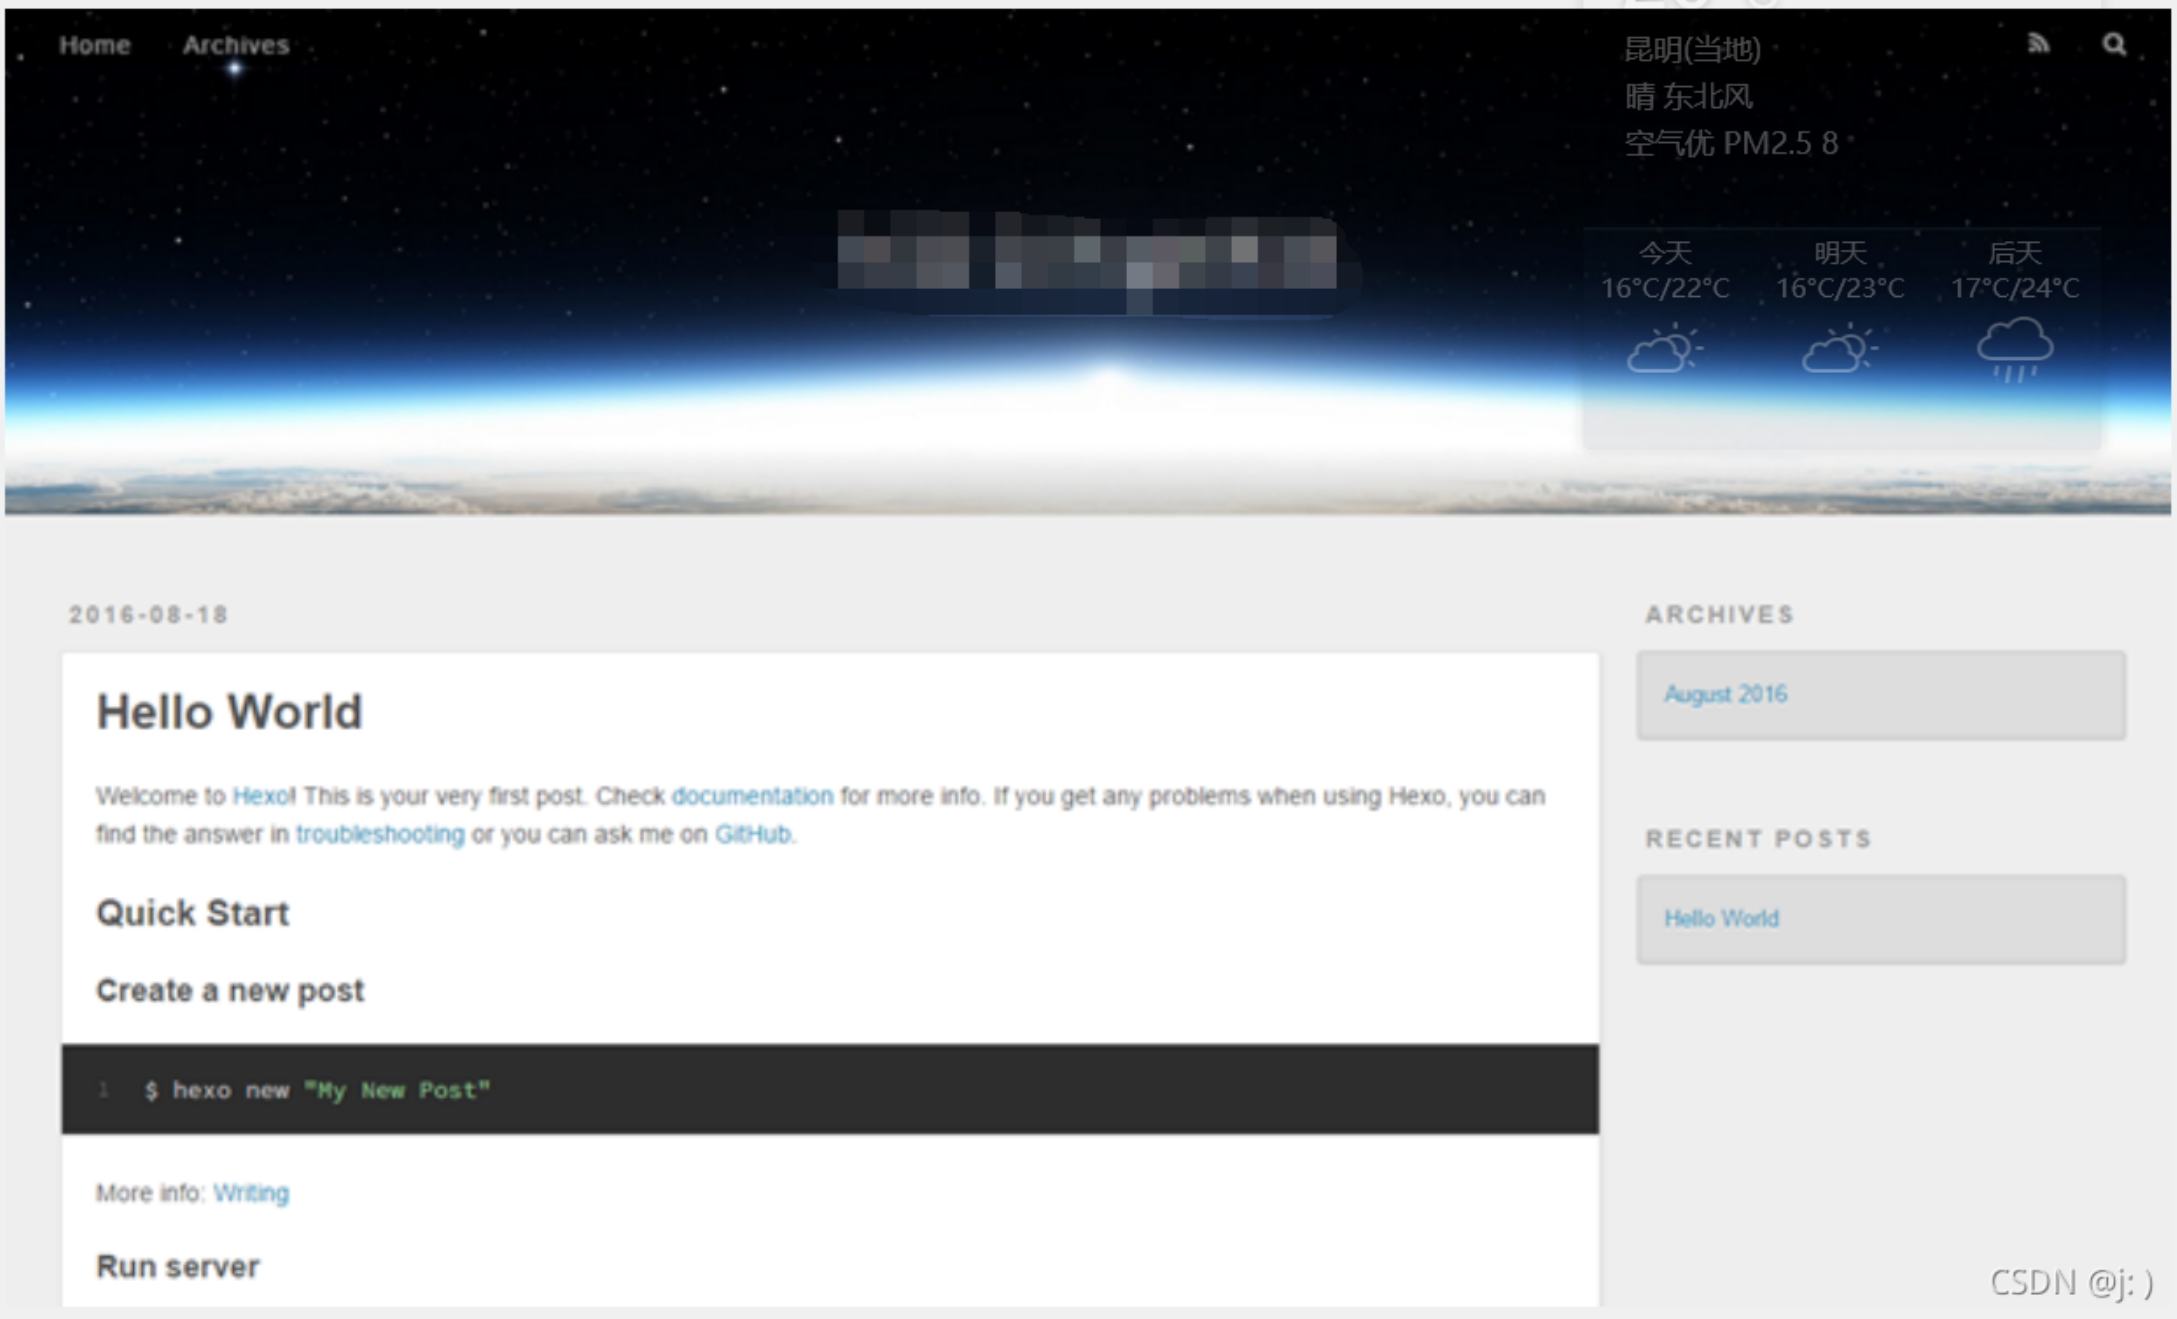 Home Archives
昆明(当地)
晴 东北风
空气优 PM2.5 8
今天 明天 后天
16°C/22°C 16°C/23°C 17°C/24°C
2016-08-18
Hello World
Welcome to Hexo! This is your very first post. Check documentation for more info. If you get any problems when using Hexo, you can
find the answer in troubleshooting or you can ask me on GitHub.
Quick Start
Create a new post
1 $ hexo new "My New Post"
More info: Writing
Run server
ARCHIVES
August 2016
RECENT POSTS
Hello World
CSDN @j: )